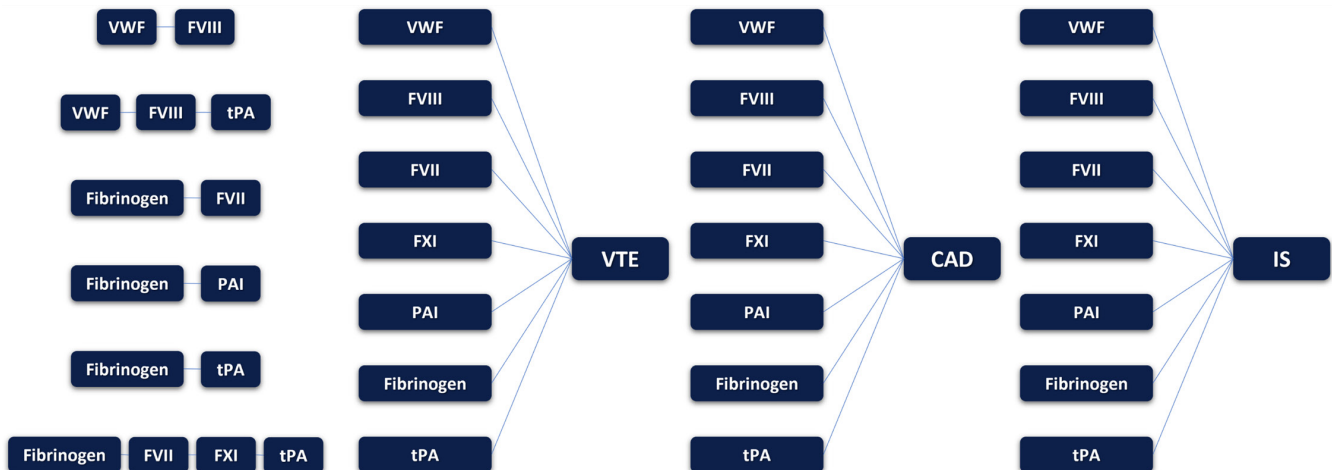 VWF FVIII
VWF FVIII tPA
Fibrinogen FVII
Fibrinogen PAI
Fibrinogen tPA
Fibrinogen FVII FXI tPA
VWF
FVIII
FVII
FXI
PAI
Fibrinogen
tPA
VTE
VWF
FVIII
FVII
FXI
PAI
Fibrinogen
tPA
CAD
VWF
FVIII
FVII
FXI
PAI
Fibrinogen
tPA
IS